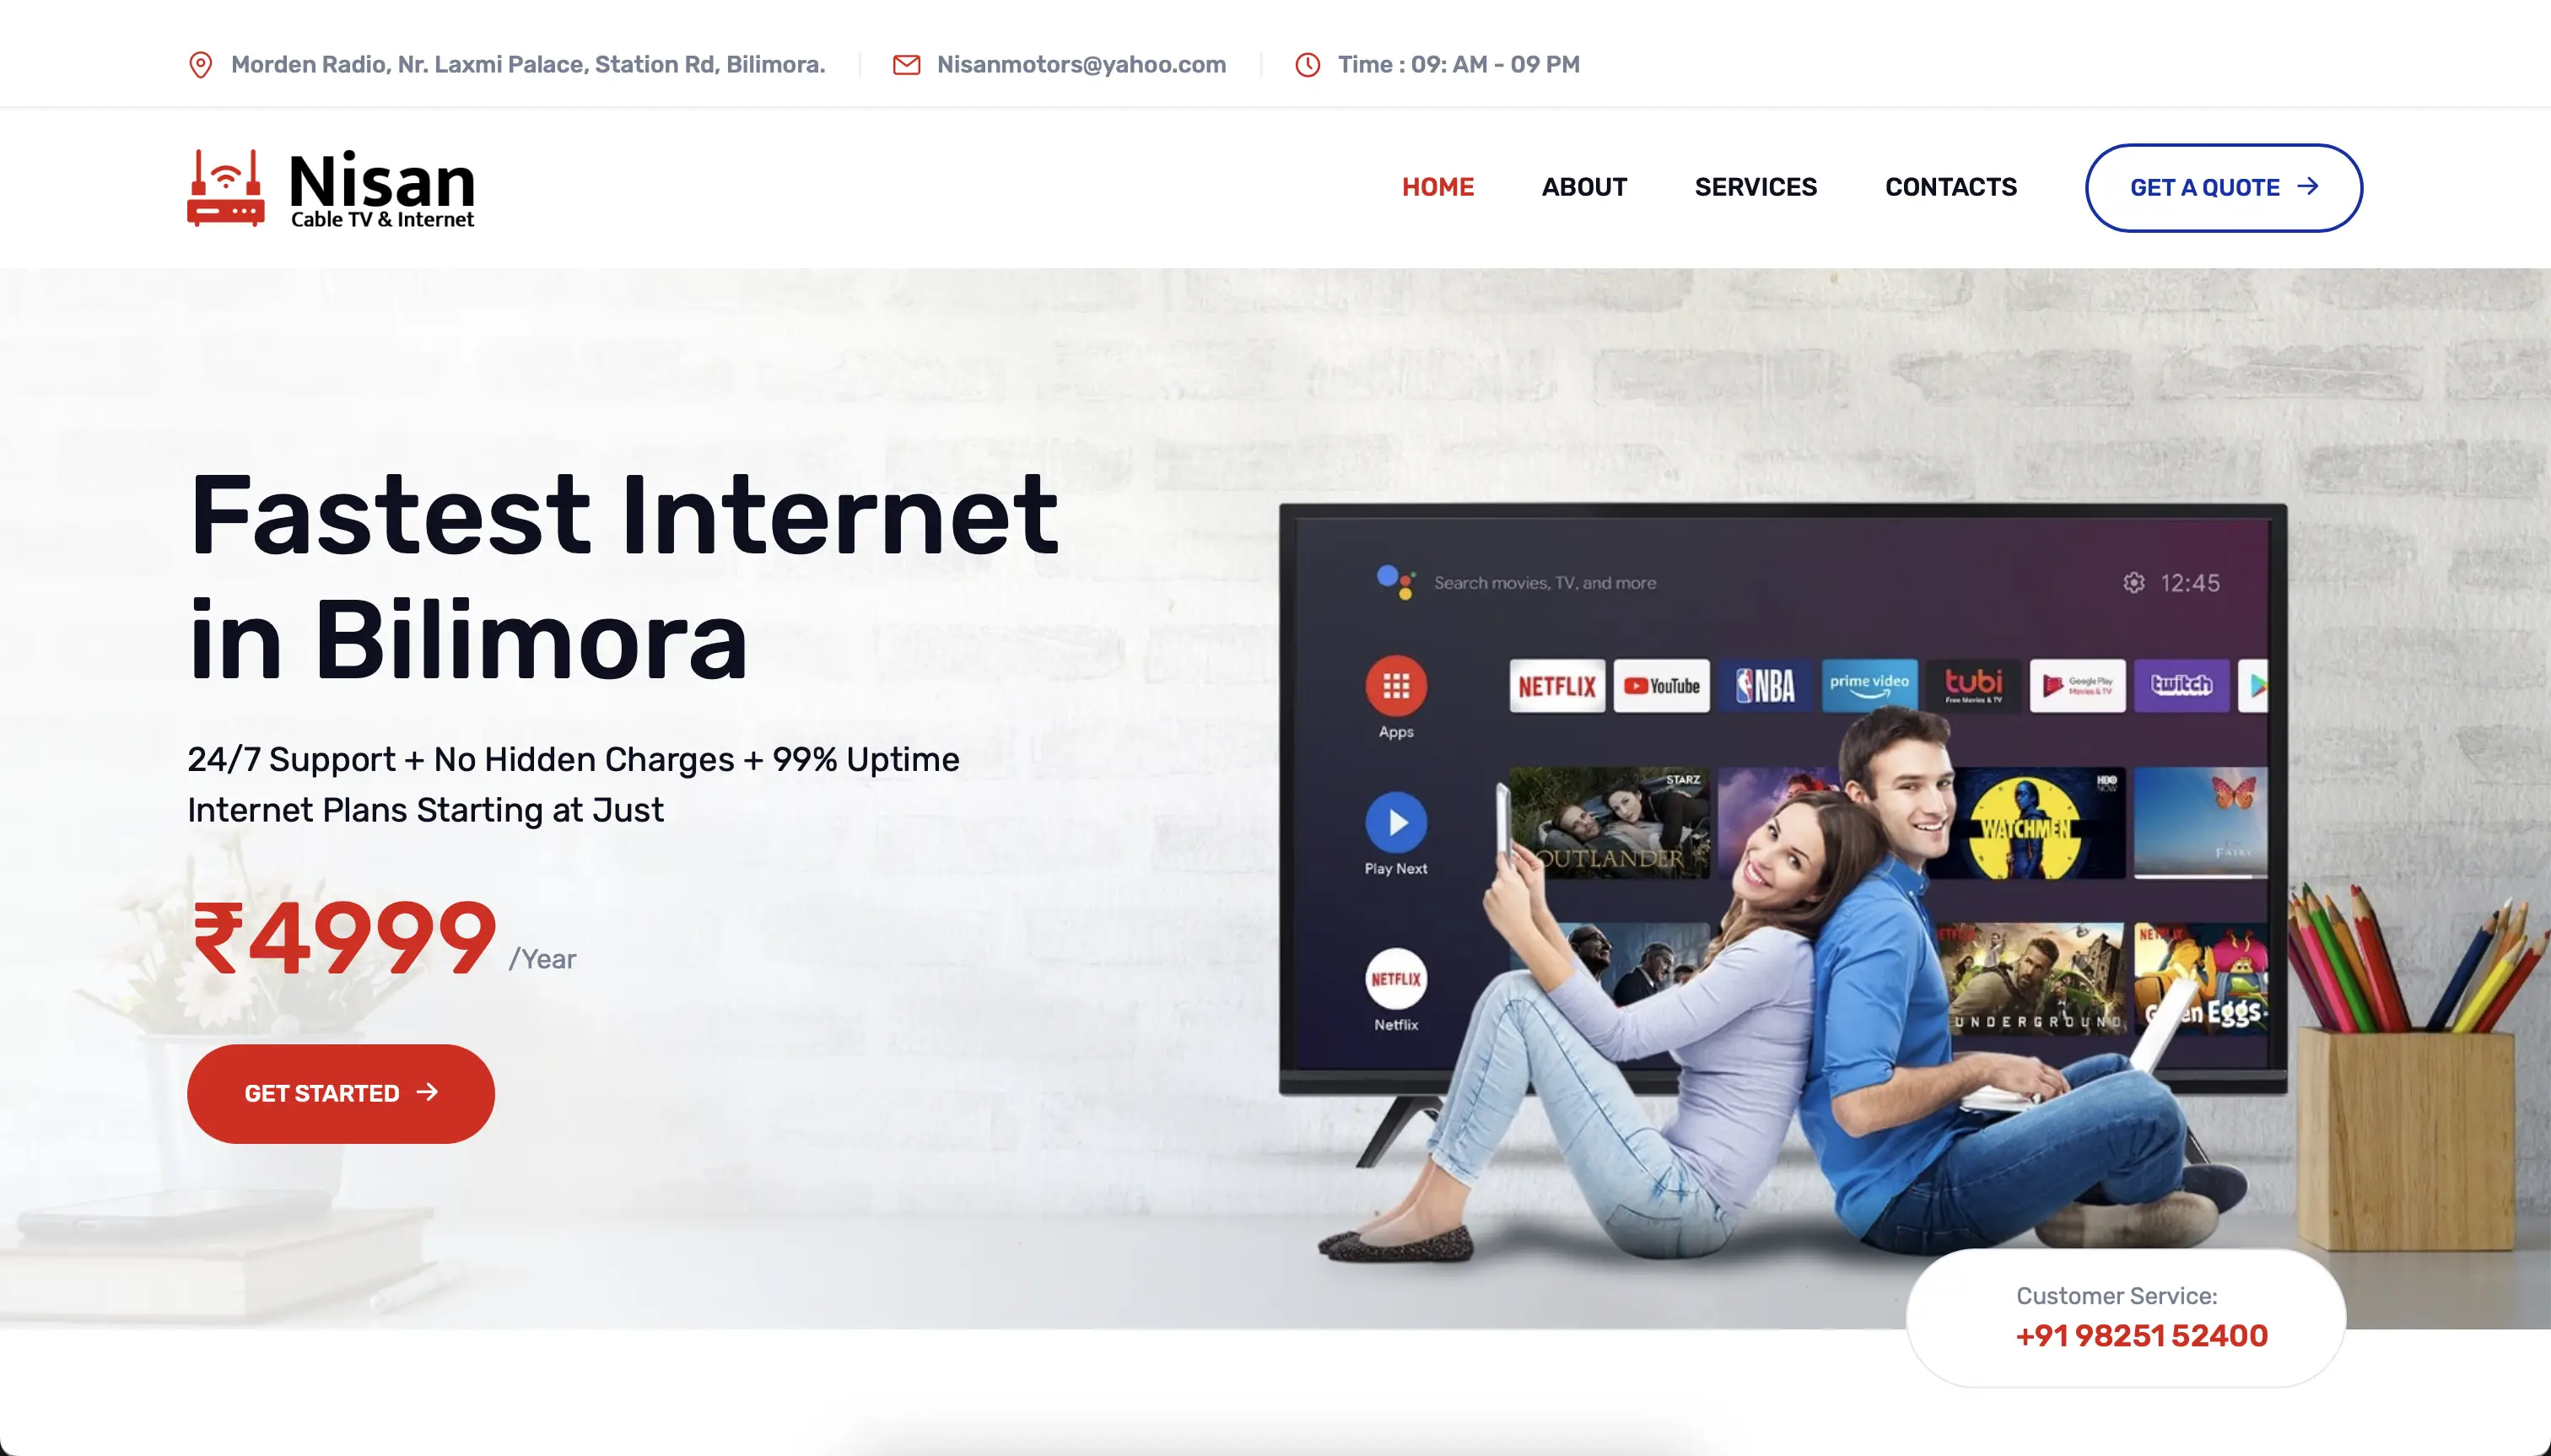 Morden Radio, Nr. Laxmi Palace, Station Rd, Bilimora.
Nisanmotors@yahoo.com
Time : 09: AM - 09 PM
Nisan
Cable TV & Internet
HOME
ABOUT
SERVICES
CONTACTS
GET A QUOTE
Fastest Internet
in Bilimora
24/7 Support + No Hidden Charges + 99% Uptime
Internet Plans Starting at Just
₹4999 /Year
GET STARTED
Search movies, TV, and more
12:45
Apps
NETFLIX
YouTube
NBA
prime video
tubi
Free Movies & TV
Google Play
Movies & TV
twitch
Play Next
STARZ
OUTLANDER
HBO
NOW
WATCHMEN
FAIRY
NETFLIX
Netflix
UNDERGROUND
Eggs
Customer Service:
+91 98251 52400